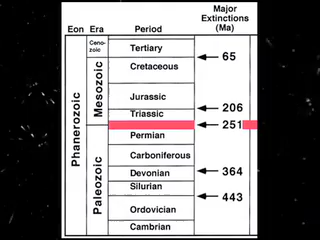 Major
Extinctions
(Ma)
Eon Era Period
Ceno-
zoic
Tertiary
65
Cretaceous
Mesozoic
Jurassic
206
Triassic
251
Phanerozoic
Permian
Paleozoic
Carboniferous
364
Devonian
Silurian
443
Ordovician
Cambrian